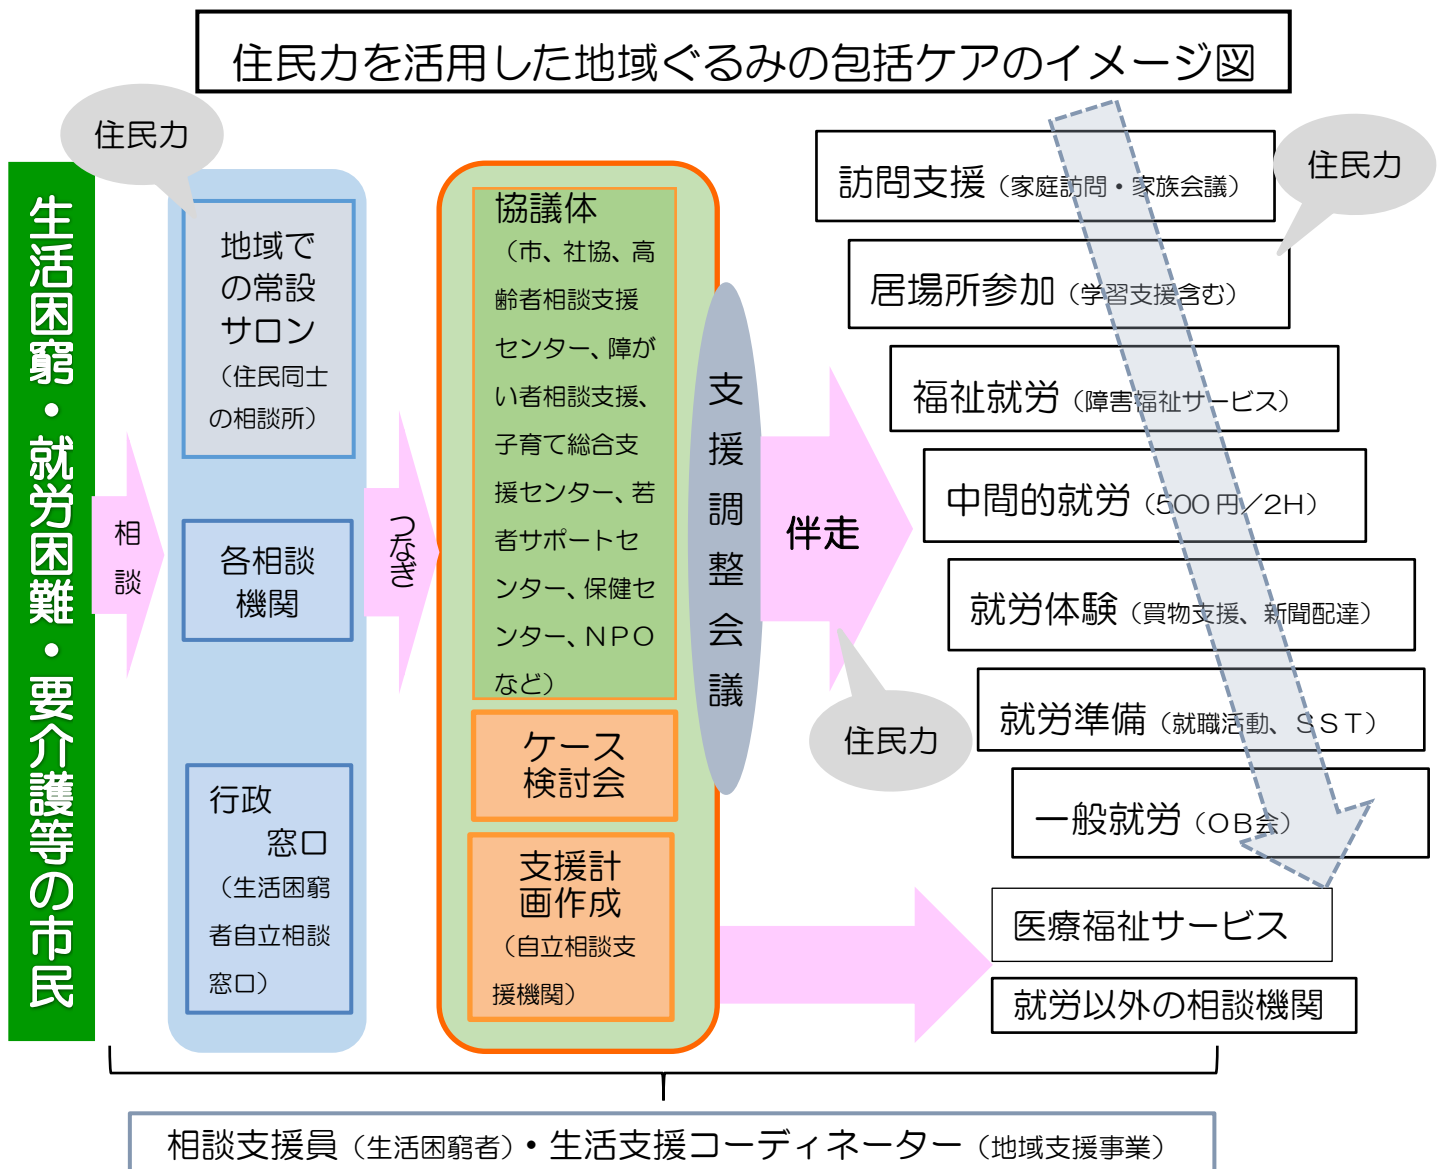 住民力を活用した地域ぐるみの包括ケアのイメージ図
住民力
生活困窮・就労困難・要介護等の市民
相
談
地域で
の常設
サロン
（住民同士
の相談所）
各相談
機関
行政
窓口
（生活困窮
者自立相談
窓口）
つなぎ
協議体
（市、社協、高
齢者相談支援
センター、障が
い者相談支援、
子育て総合支
援センター、若
者サポートセ
ンター、保健セ
ンター、ＮＰＯ
など）
ケース
検討会
支援計
画作成
（自立相談支
援機関）
支援調整会議
伴走
住民力
訪問支援（家庭訪問・家族会議）
住民力
居場所参加（学習支援含む）
福祉就労（障害福祉サービス）
中間的就労（500円／2H）
就労体験（買物支援、新聞配達）
就労準備（就職活動、ＳＳＴ）
一般就労（ＯＢ会）
医療福祉サービス
就労以外の相談機関
相談支援員（生活困窮者）・生活支援コーディネーター（地域支援事業）